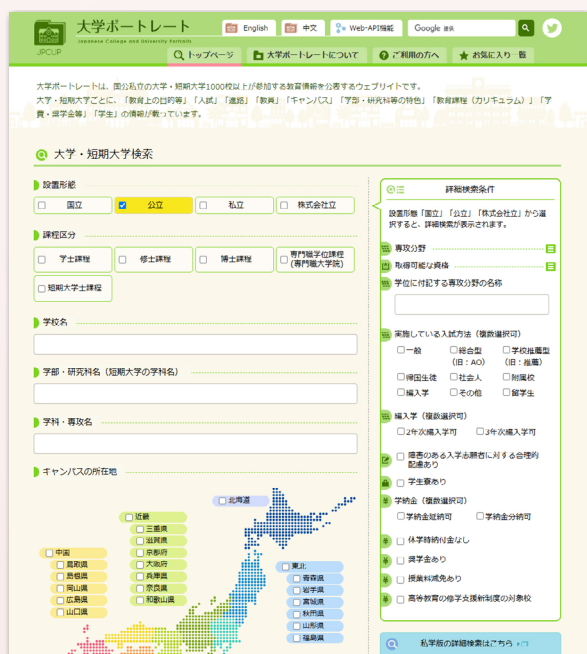 大学ポートレート
Japanese College and University Portraits
JPCUP
English
中文
Web-API機能
Google 提供
トップページ
大学ポートレートについて
ご利用の方へ
お気に入り一覧
大学ポートレートは、国公私立の大学・短期大学1000校以上が参加する教育情報を公表するウェブサイトです。
大学・短期大学ごとに、「教育上の目的等」「入試」「進路」「教員」「キャンパス」「学部・研究科等の特色」「教育課程（カリキュラム）」「学
費・奨学金等」「学生」の情報が載っています。
大学・短期大学検索
設置形態
国立
公立
私立
株式会社立
課程区分
学士課程
修士課程
博士課程
専門職学位課程
(専門職大学院)
短期大学士課程
学校名
学部・研究科名（短期大学の学科名）
学科・専攻名
キャンパスの所在地
北海道
近畿
三重県
滋賀県
京都府
大阪府
兵庫県
奈良県
和歌山県
中国
鳥取県
島根県
岡山県
広島県
山口県
東北
青森県
岩手県
宮城県
秋田県
山形県
福島県
詳細検索条件
設置形態「国立」「公立」「株式会社立」から選
択すると、詳細検索が表示されます。
専攻分野
取得可能な資格
学位に付記する専攻分野の名称
実施している入試方法（複数選択可）
一般
総合型
（旧：AO）
学校推薦型
（旧：推薦）
帰国生徒
社会人
附属校
編入学
その他
留学生
編入学（複数選択可）
2年次編入学可
3年次編入学可
障害のある入学志願者に対する合理的
配慮あり
学生寮あり
学納金（複数選択可）
学納金延納可
学納金分納可
休学時納付金なし
奨学金あり
授業料減免あり
高等教育の修学支援新制度の対象校
私学版の詳細検索はこちら